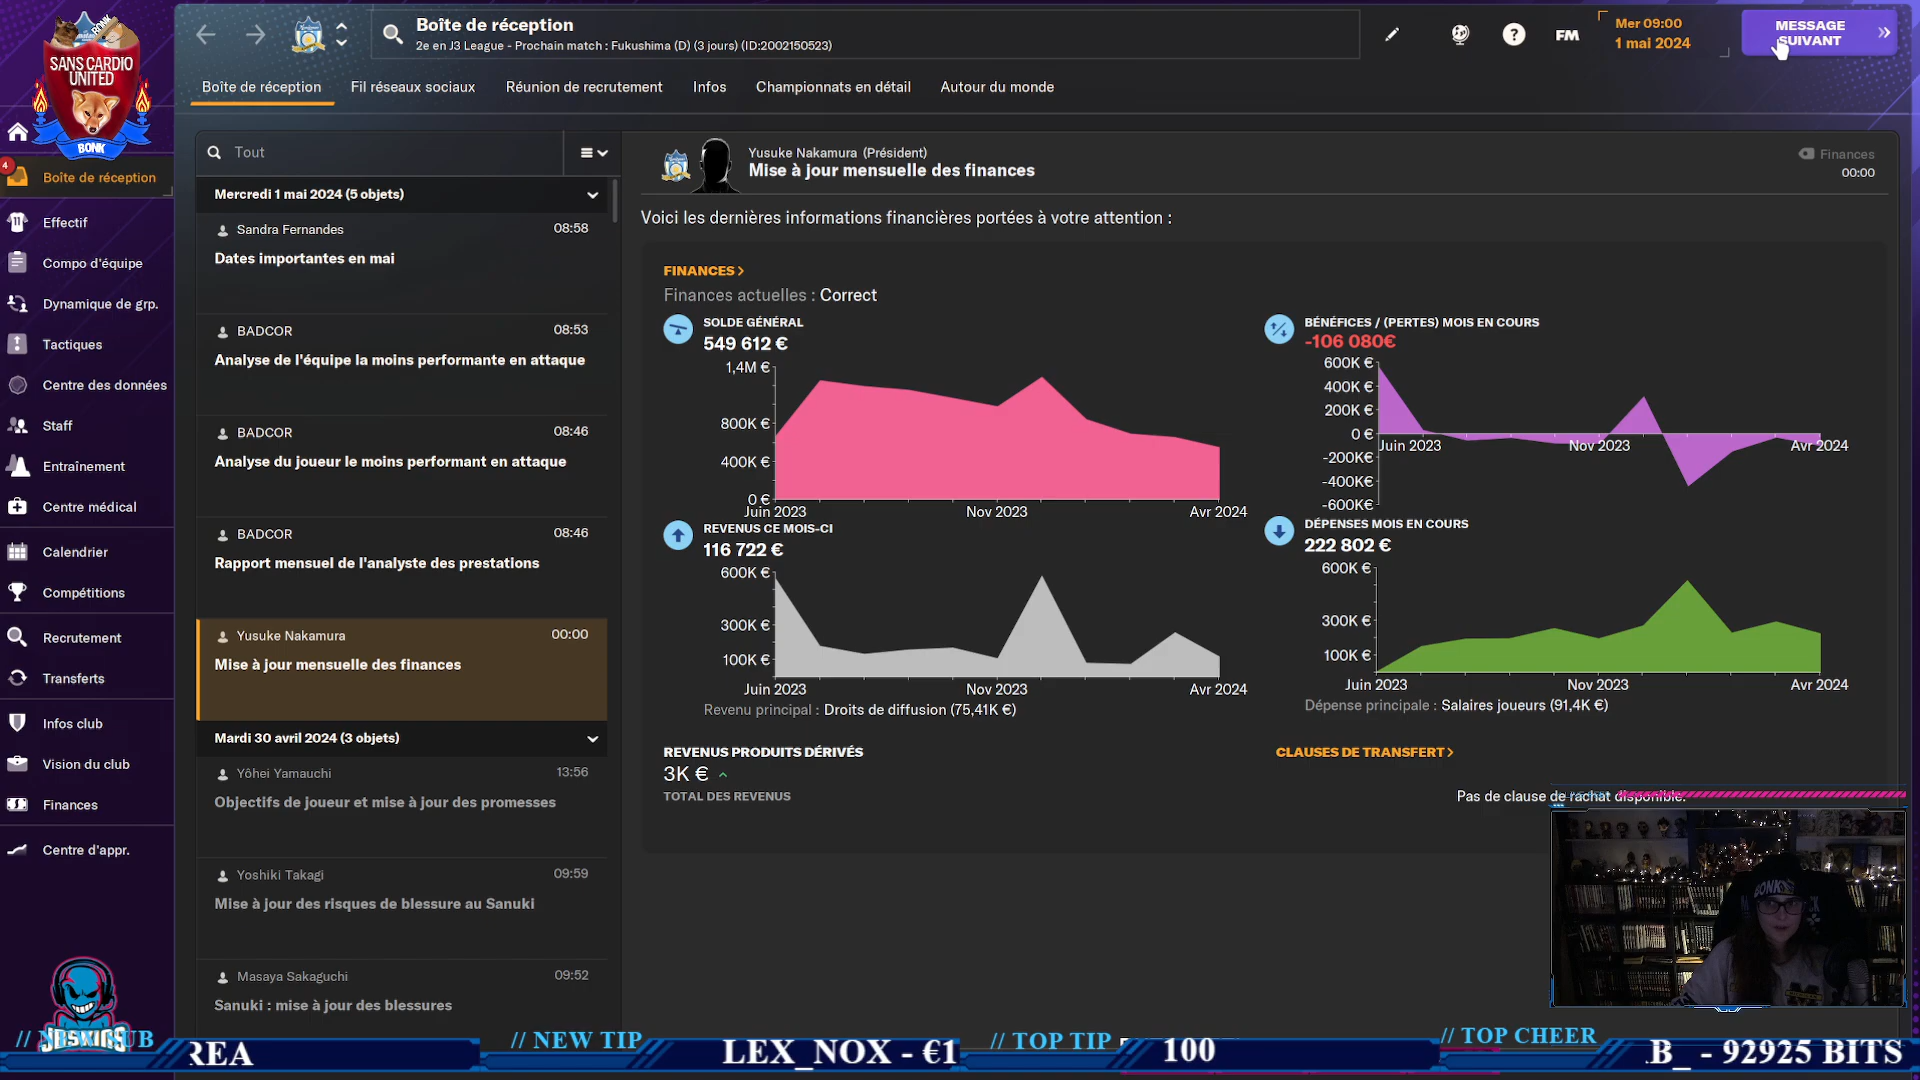 BONK
SANS CARDIO
UNITED
BONK
Boîte de réception
2e en J3 League - Prochain match : Fukushima (D) (3 jours) (ID:2002150523)
FM
Mer 09:00
1 mai 2024
MESSAGE
SUIVANT
Boîte de réception
Fil réseaux sociaux
Réunion de recrutement
Infos
Championnats en détail
Autour du monde
4
Boîte de réception
Effectif
Compo d'équipe
Dynamique de grp.
Tactiques
Centre des données
Staff
Entraînement
Centre médical
Calendrier
Compétitions
Recrutement
Transferts
Infos club
Vision du club
Finances
Centre d'appr.
Tout
Mercredi 1 mai 2024 (5 objets)
Sandra Fernandes 08:58
Dates importantes en mai
BADCOR 08:53
Analyse de l'équipe la moins performante en attaque
BADCOR 08:46
Analyse du joueur le moins performant en attaque
BADCOR 08:46
Rapport mensuel de l'analyste des prestations
Yusuke Nakamura 00:00
Mise à jour mensuelle des finances
Mardi 30 avril 2024 (3 objets)
Yôhei Yamauchi 13:56
Objectifs de joueur et mise à jour des promesses
Yoshiki Takagi 09:59
Mise à jour des risques de blessure au Sanuki
Masaya Sakaguchi 09:52
Sanuki : mise à jour des blessures
Yusuke Nakamura (Président)
Mise à jour mensuelle des finances
Finances
00:00
Voici les dernières informations financières portées à votre attention :
FINANCES
Finances actuelles : Correct
SOLDE GÉNÉRAL
549 612 €
1,4M €
800K €
400K €
0 €
Juin 2023 Nov 2023 Avr 2024
BÉNÉFICES / (PERTES) MOIS EN COURS
-106 080€
600K €
400K €
200K €
0 €
-200K€
-400K€
-600K€
Juin 2023 Nov 2023 Avr 2024
REVENUS CE MOIS-CI
116 722 €
600K €
300K €
100K €
Juin 2023 Nov 2023 Avr 2024
Revenu principal : Droits de diffusion (75,41K €)
DÉPENSES MOIS EN COURS
222 802 €
600K €
300K €
100K €
Juin 2023 Nov 2023 Avr 2024
Dépense principale : Salaires joueurs (91,4K €)
REVENUS PRODUITS DÉRIVÉS
3K €
TOTAL DES REVENUS
CLAUSES DE TRANSFERT
Pas de clause de rachat disponible.
BONK
// NEW SUB
REA
// NEW TIP
LEX_NOX - €1
// TOP TIP
100
// TOP CHEER
B_ - 92925 BITS